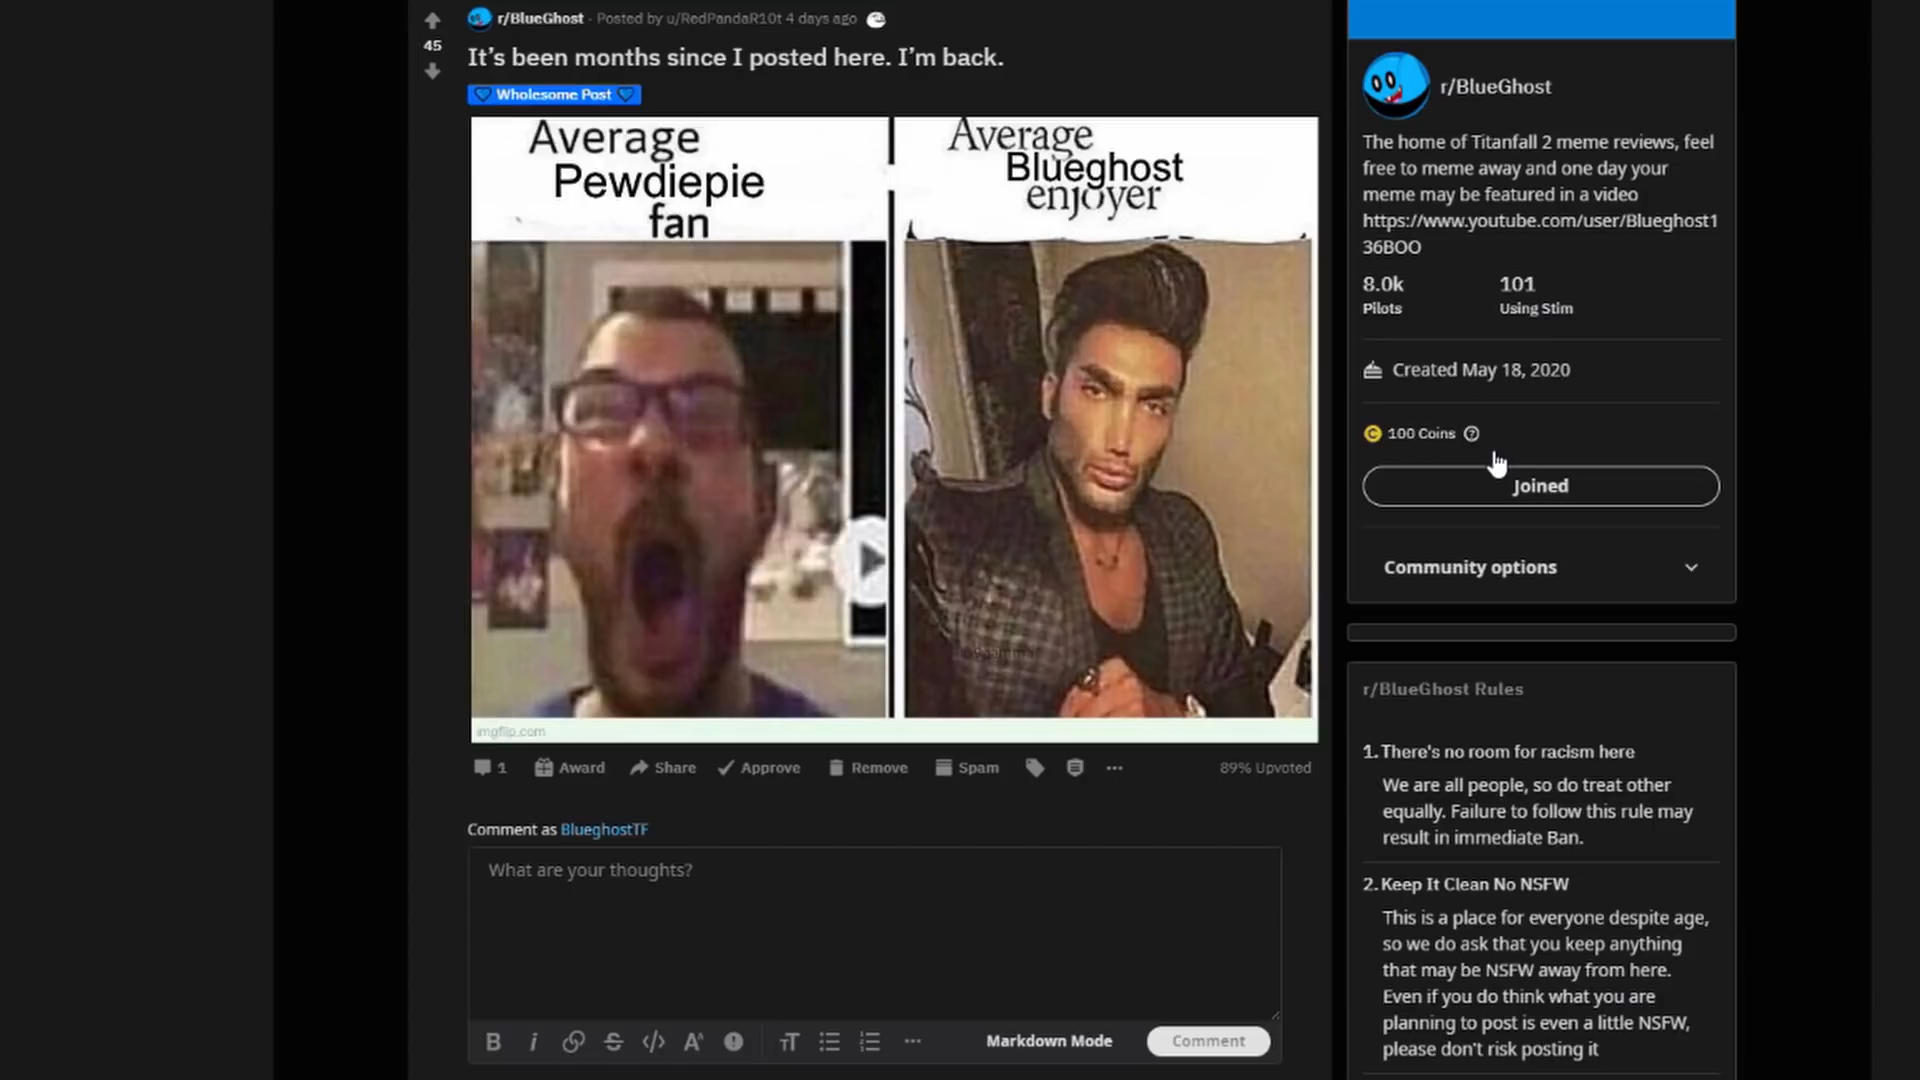 r/BlueGhost · Posted by u/RedPandaR10t 4 days ago
45
It's been months since I posted here. I'm back.
Wholesome Post
Average
Pewdiepie
fan
Average
Blueghost
enjoyer
imgflip.com
1 Award Share Approve Remove Spam ··· 89% Upvoted
Comment as BlueghostTF
What are your thoughts?
Markdown Mode Comment
r/BlueGhost
The home of Titanfall 2 meme reviews, feel
free to meme away and one day your
meme may be featured in a video
https://www.youtube.com/user/Blueghost1
36BOO
8.0k 101
Pilots Using Stim
Created May 18, 2020
100 Coins
Joined
Community options
r/BlueGhost Rules
1. There's no room for racism here
We are all people, so do treat other
equally. Failure to follow this rule may
result in immediate Ban.
2. Keep It Clean No NSFW
This is a place for everyone despite age,
so we do ask that you keep anything
that may be NSFW away from here.
Even if you do think what you are
planning to post is even a little NSFW,
please don't risk posting it